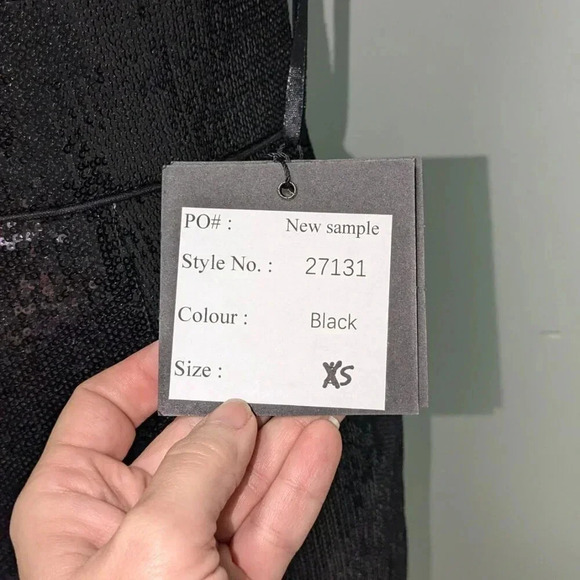 PO# : New sample
Style No. : 27131
Colour : Black
Size : XS